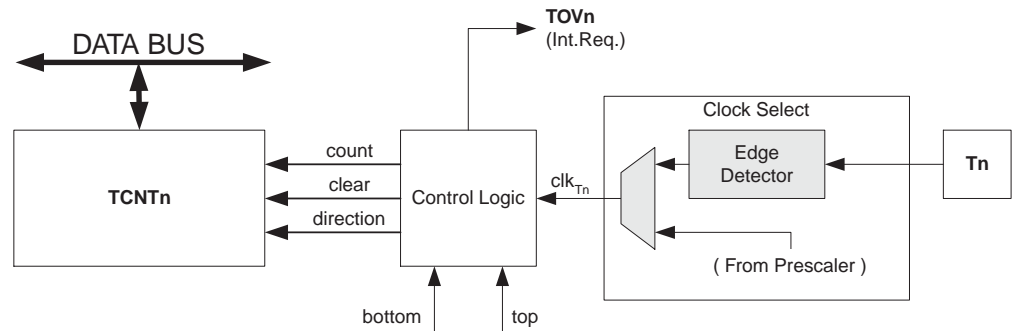 TOVn
(Int.Req.)
DATA BUS
Clock Select
count
Edge
Detector
Tn
TCNTn
clear
Control Logic
clkTn
direction
( From Prescaler )
bottom
top